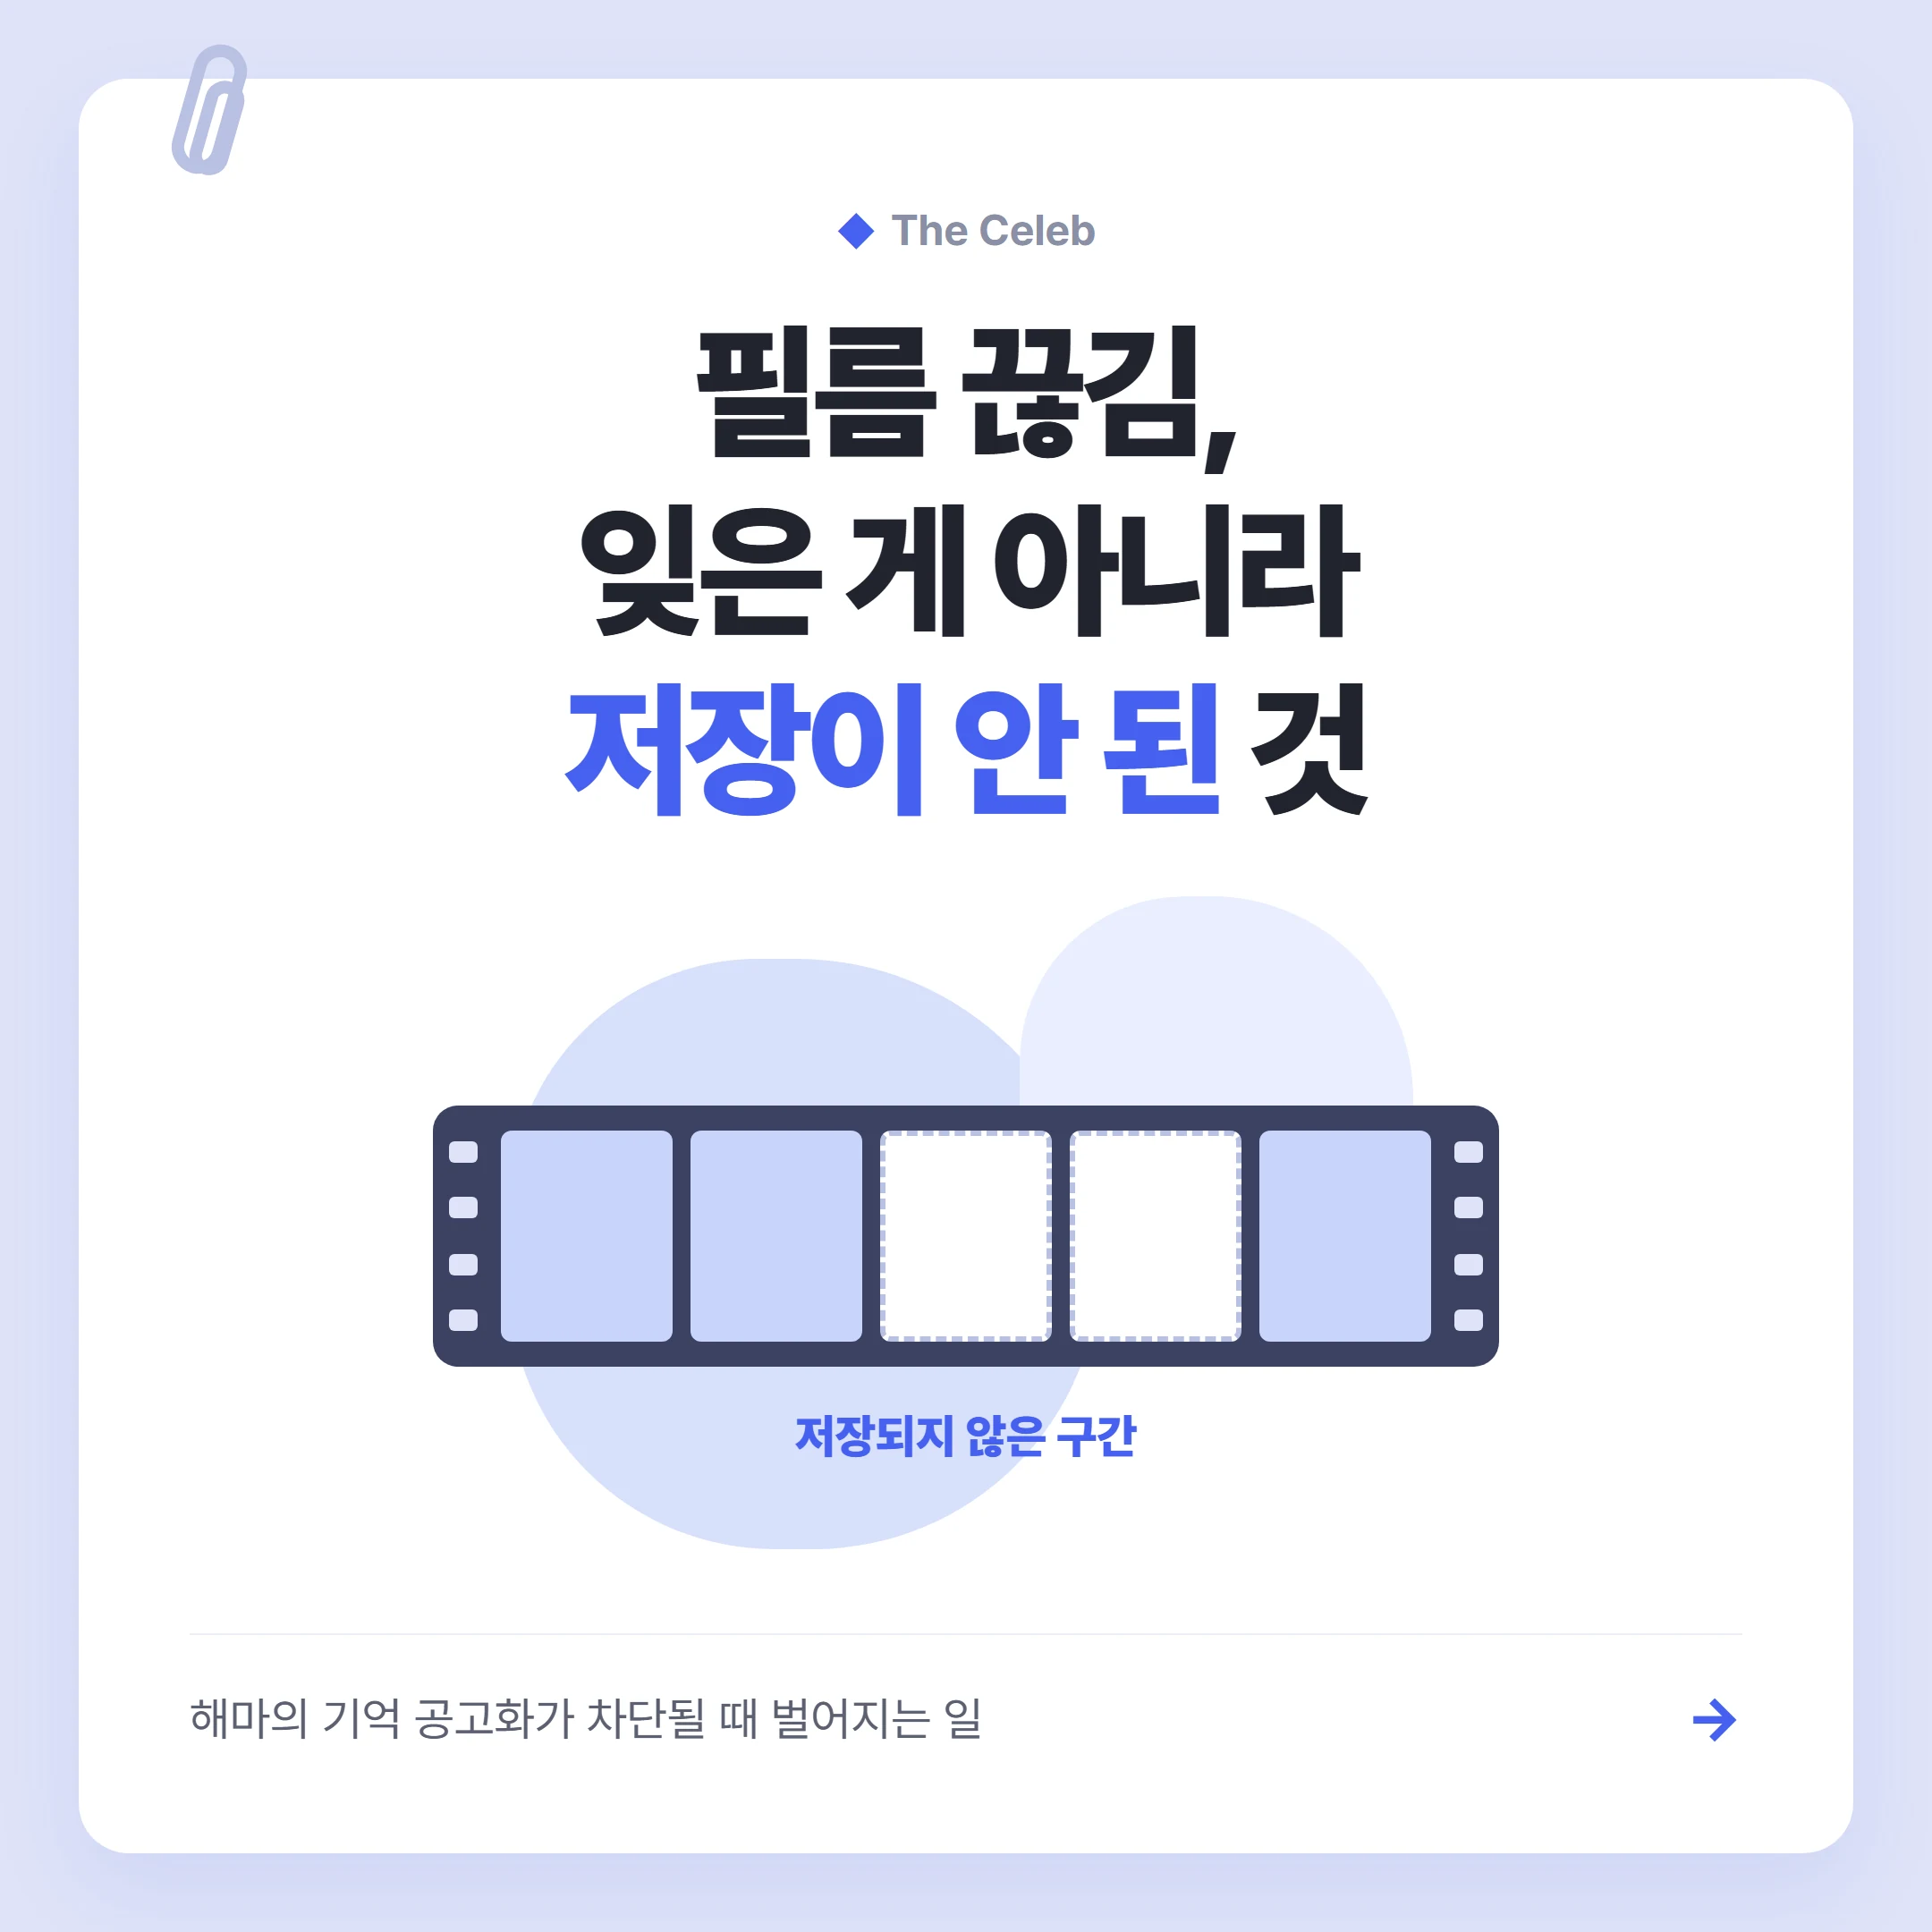 The Celeb
필름 끊김,
잊은 게 아니라
저장이 안 된 것
저장되지 않은 구간
해마의 기억 공고화가 차단될 때 벌어지는 일